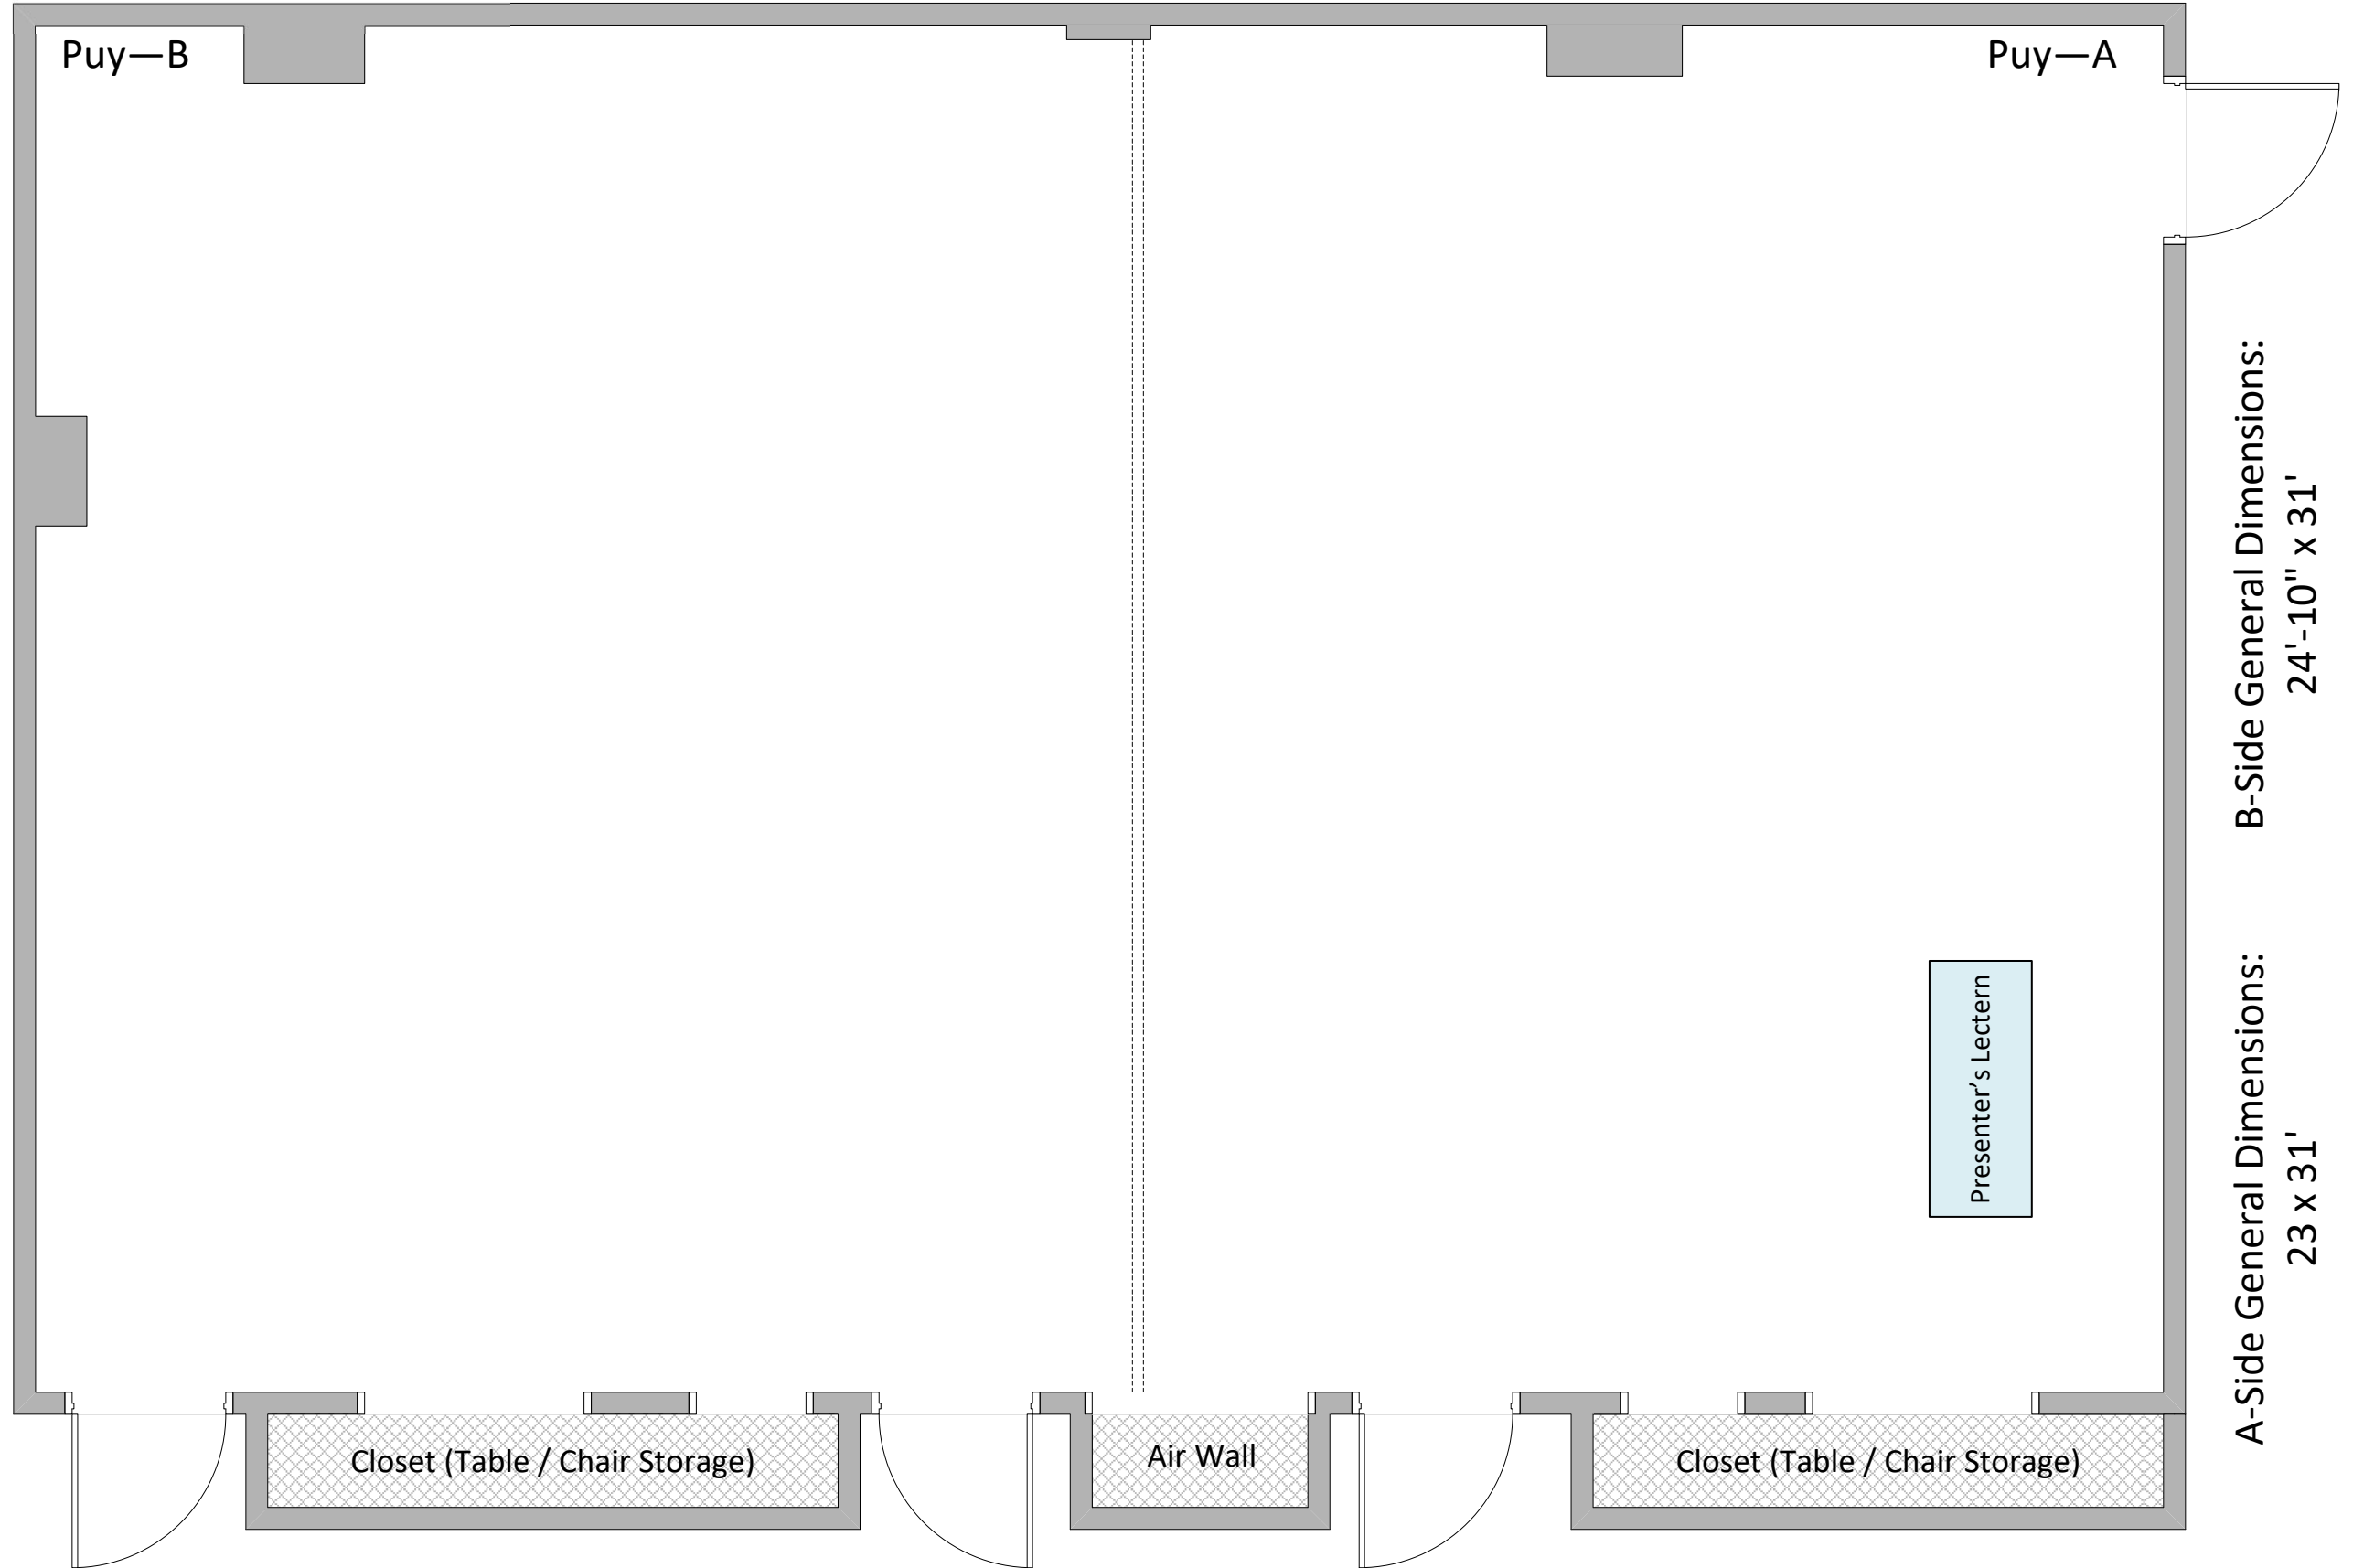 Puy—B
Puy—A
A-Side General Dimensions:
23 x 31'
B-Side General Dimensions:
24'-10" x 31'
Presenter’s Lectern
Closet (Table / Chair Storage)
Air Wall
Closet (Table / Chair Storage)